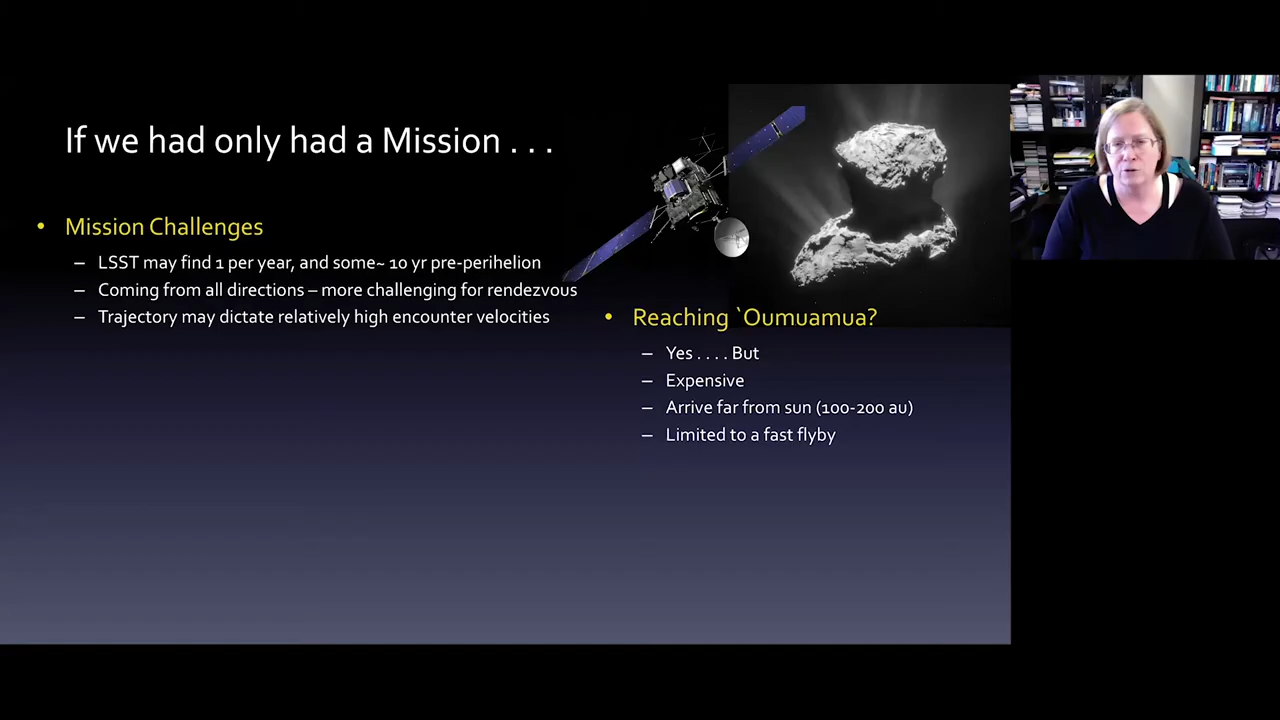 If we had only had a Mission . . .
• Mission Challenges
– LSST may find 1 per year, and some~ 10 yr pre-perihelion
– Coming from all directions – more challenging for rendezvous
– Trajectory may dictate relatively high encounter velocities
• Reaching `Oumuamua?
– Yes . . . . But
– Expensive
– Arrive far from sun (100-200 au)
– Limited to a fast flyby